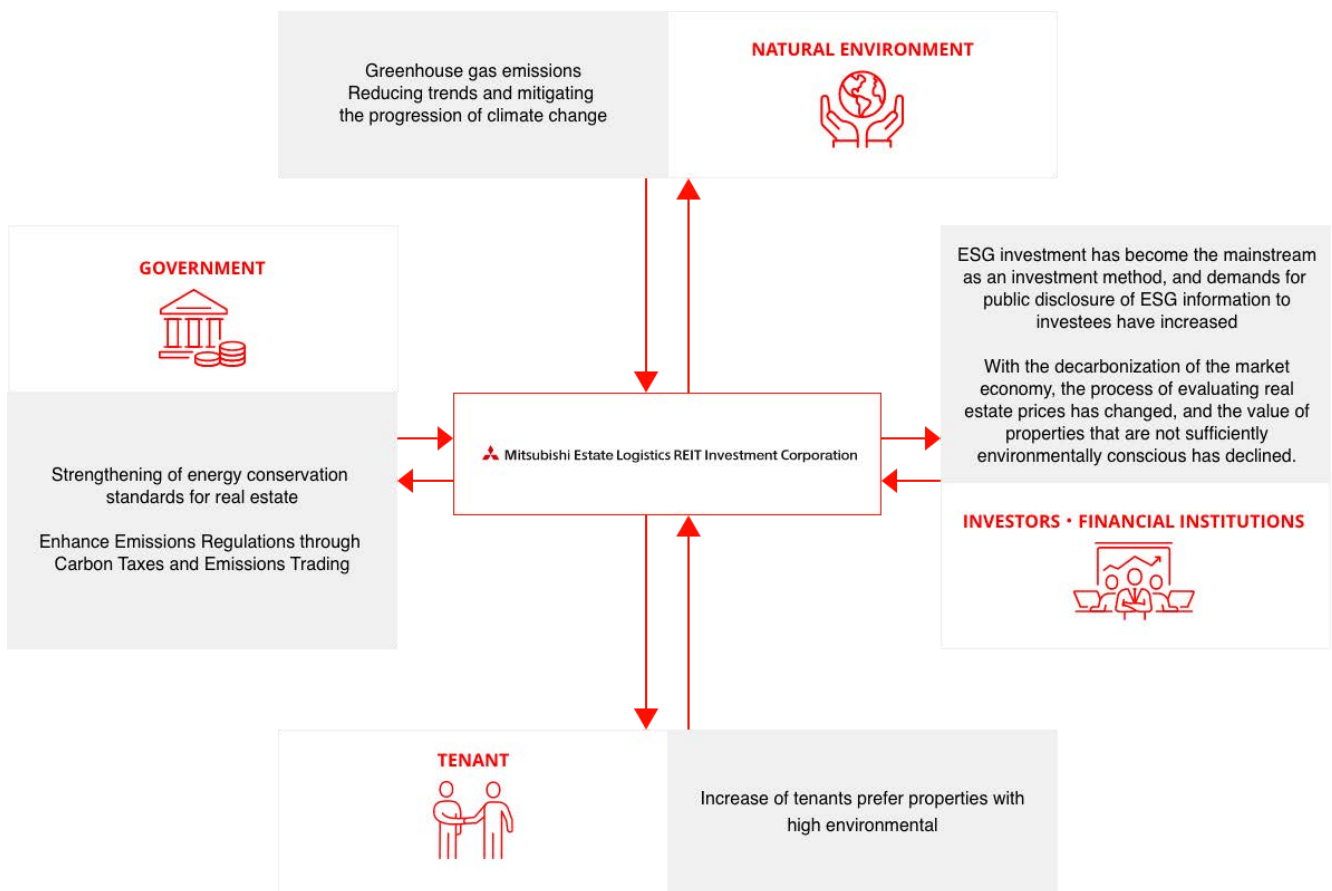 Greenhouse gas emissions
Reducing trends and mitigating
the progression of climate change
NATURAL ENVIRONMENT
GOVERNMENT
Strengthening of energy conservation
standards for real estate
Enhance Emissions Regulations through
Carbon Taxes and Emissions Trading
Mitsubishi Estate Logistics REIT Investment Corporation
ESG investment has become the mainstream
as an investment method, and demands for
public disclosure of ESG information to
investees have increased
With the decarbonization of the market
economy, the process of evaluating real
estate prices has changed, and the value of
properties that are not sufficiently
environmentally conscious has declined.
INVESTORS・FINANCIAL INSTITUTIONS
TENANT
Increase of tenants prefer properties with
high environmental